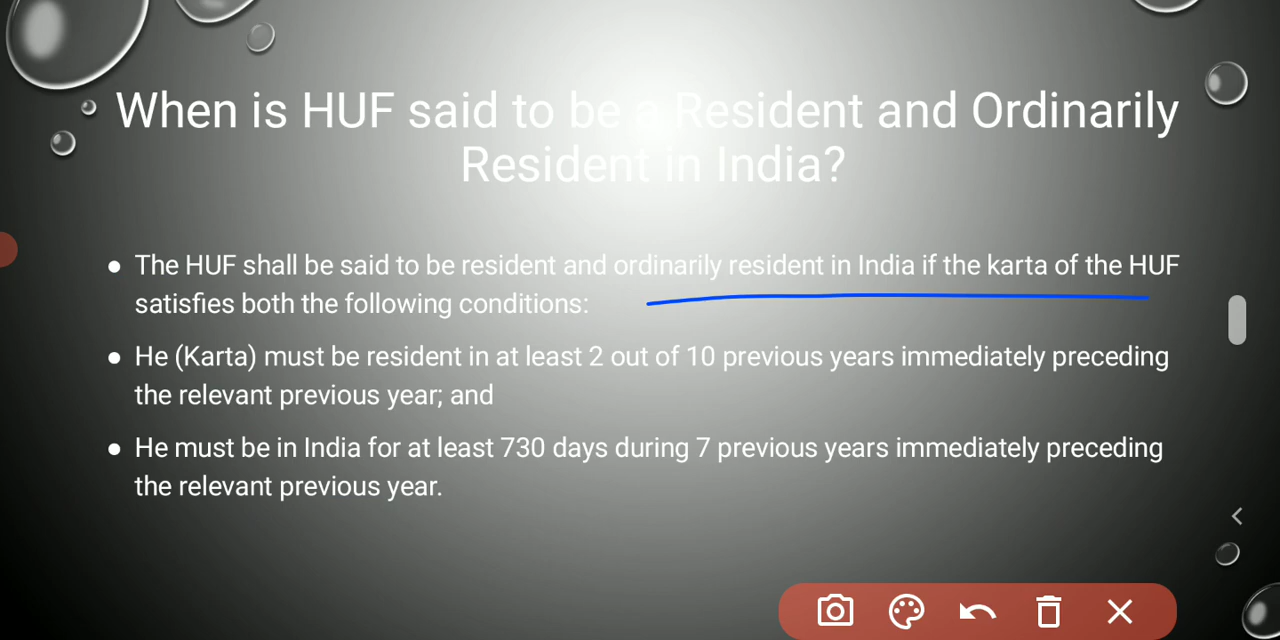 When is HUF said to be a Resident and Ordinarily
Resident in India?
● The HUF shall be said to be resident and ordinarily resident in India if the karta of the HUF
satisfies both the following conditions:
● He (Karta) must be resident in at least 2 out of 10 previous years immediately preceding
the relevant previous year; and
● He must be in India for at least 730 days during 7 previous years immediately preceding
the relevant previous year.